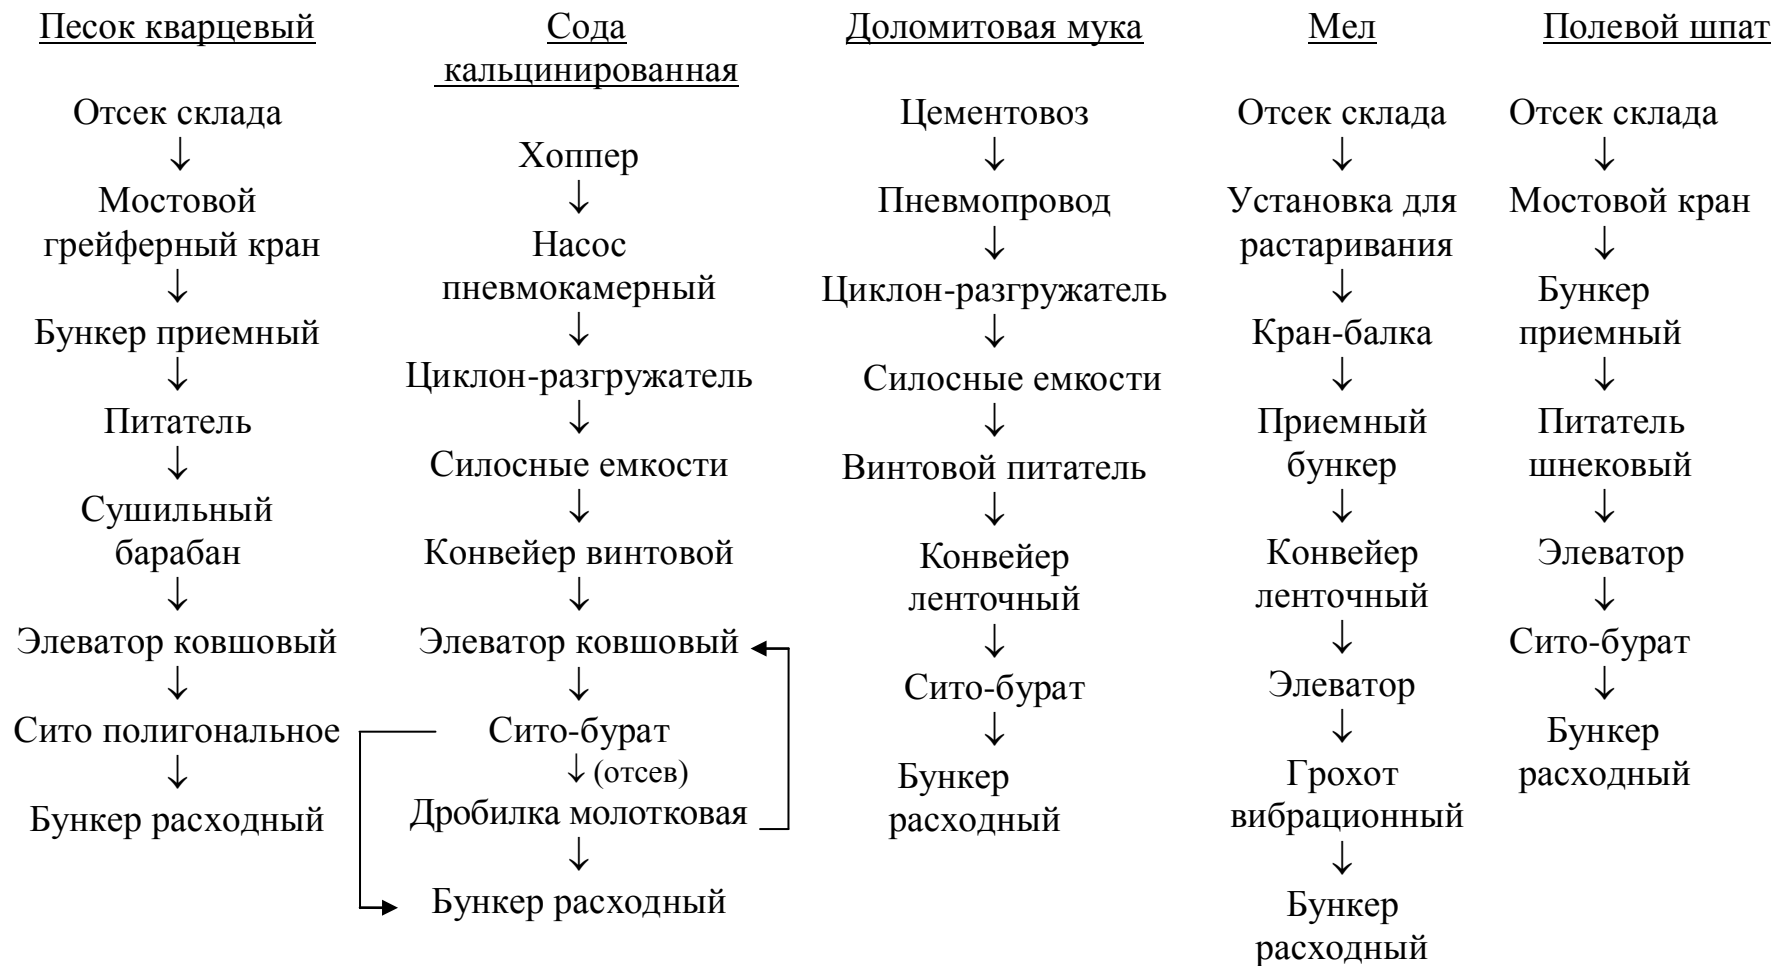 Песок кварцевый
Отсек склада
Мостовой
грейферный кран
Бункер приемный
Питатель
Сушильный
барабан
Элеватор ковшовый
Сито полигональное
Бункер расходный
Сода
кальцинированная
Хоппер
Насос
пневмокамерный
Циклон-разгружатель
Силосные емкости
Конвейер винтовой
Элеватор ковшовый
Сито-бурат
(отсев)
Дробилка молотковая
Бункер расходный
Доломитовая мука
Цементовоз
Пневмопровод
Циклон-разгружатель
Силосные емкости
Винтовой питатель
Конвейер
ленточный
Сито-бурат
Бункер
расходный
Мел
Отсек склада
Установка для
растаривания
Кран-балка
Приемный
бункер
Конвейер
ленточный
Элеватор
Грохот
вибрационный
Бункер
расходный
Полевой шпат
Отсек склада
Мостовой кран
Бункер
приемный
Питатель
шнековый
Элеватор
Сито-бурат
Бункер
расходный